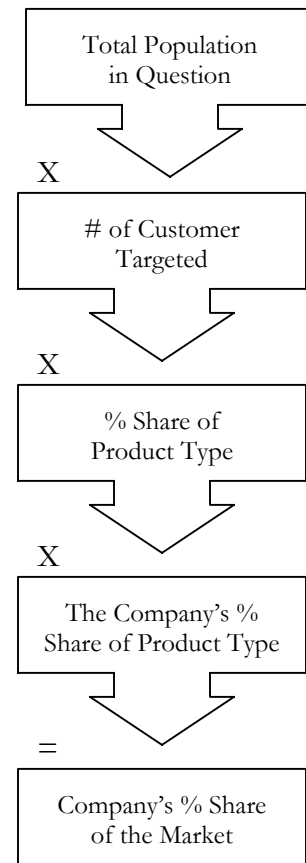 Total Population
in Question
X
# of Customer
Targeted
X
% Share of
Product Type
X
The Company's %
Share of Product Type
=
Company's % Share
of the Market